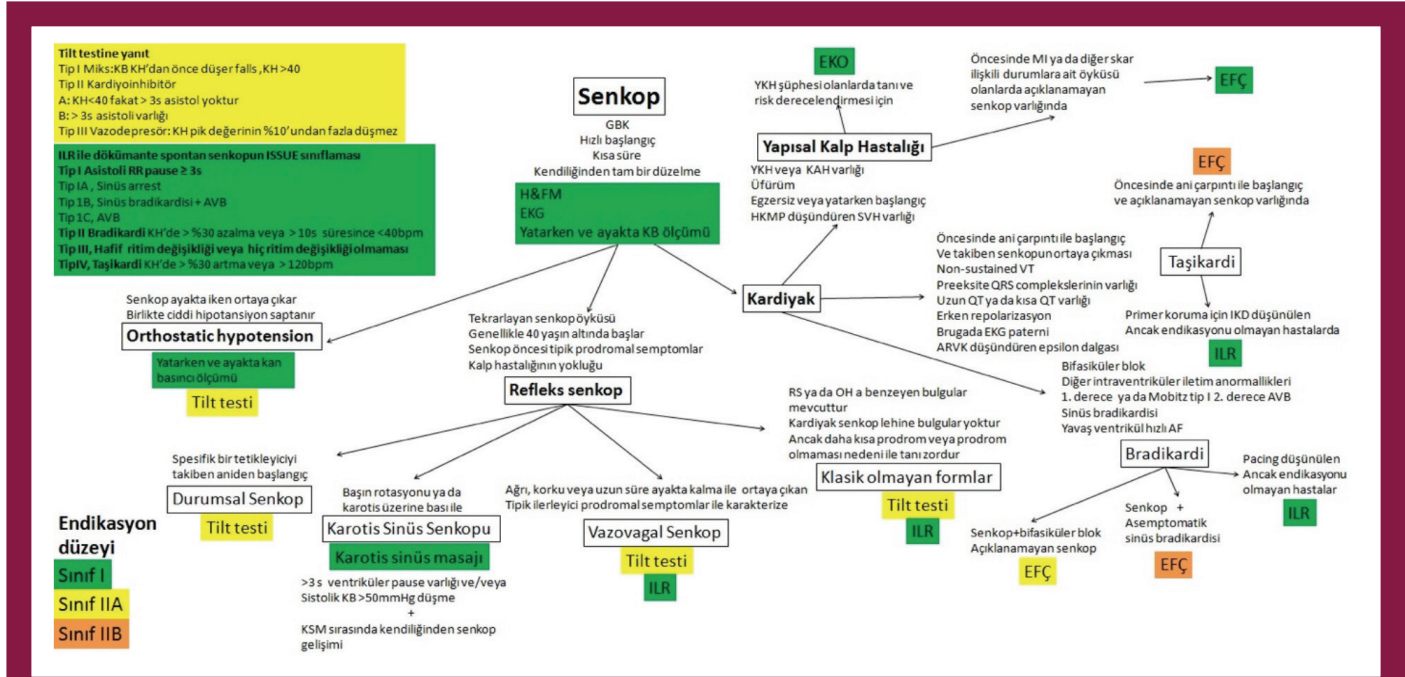 Tilt testine yanıt
Tip I Miks:KB KH'dan önce düşer falls ,KH >40
Tip II Kardiyoinhibitör
A: KH<40 fakat > 3s asistol yoktur
B: > 3s asistoli varlığı
Tip III Vazodepresör: KH pik değerinin %10'undan fazla düşmez
ILR ile dökümante spontan senkopun ISSUE sınıflaması
Tip I Asistoli RR pause ≥ 3s
Tip IA , Sinüs arrest
Tip 1B, Sinüs bradikardisi + AVB
Tip 1C, AVB
Tip II Bradikardi KH'de > %30 azalma veya > 10s süresince <40bpm
Tip III, Hafif ritim değişikliği veya hiç ritim değişikliği olmaması
TipIV, Taşikardi KH'de > %30 artma veya > 120bpm
Senkop
GBK
Hızlı başlangıç
Kısa süre
Kendiliğinden tam bir düzelme
H&FM
EKG
Yatarken ve ayakta KB ölçümü
EKO
YKH şüphesi olanlarda tanı ve
risk derecelendirmesi için
Öncesinde MI ya da diğer skar
ilişkili durumlara ait öyküsü
olanlarda açıklanamayan
senkop varlığında
EFÇ
Yapısal Kalp Hastalığı
YKH veya KAH varlığı
Üfürüm
Egzersiz veya yatarken başlangıç
HKMP düşündüren SVH varlığı
EFÇ
Öncesinde ani çarpıntı ile başlangıç
ve açıklanamayan senkop varlığında
Taşikardi
Primer koruma için IKD düşünülen
Ancak endikasyonu olmayan hastalarda
ILR
Kardiyak
Öncesinde ani çarpıntı ile başlangıç
Ve takiben senkopun ortaya çıkması
Non-sustained VT
Preeksite QRS complekslerinin varlığı
Uzun QT ya da kısa QT varlığı
Erken repolarizasyon
Brugada EKG paterni
ARVK düşündüren epsilon dalgası
Senkop ayakta iken ortaya çıkar
Birlikte ciddi hipotansiyon saptanır
Orthostatic hypotension
Yatarken ve ayakta kan
basıncı ölçümü
Tilt testi
Tekrarlayan senkop öyküsü
Genellikle 40 yaşın altında başlar
Senkop öncesi tipik prodromal semptomlar
Kalp hastalığının yokluğu
Refleks senkop
Bifasiküler blok
Diğer intraventriküler iletim anormallikleri
1. derece ya da Mobitz tip I 2. derece AVB
Sinüs bradikardisi
Yavaş ventrikül hızlı AF
Bradikardi
Pacing düşünülen
Ancak endikasyonu
olmayan hastalar
ILR
Senkop +
Asemptomatik
sinüs bradikardisi
EFÇ
Senkop+bifasiküler blok
Açıklanamayan senkop
EFÇ
RS ya da OH a benzeyen bulgular
mevcuttur
Kardiyak senkop lehine bulgular yoktur
Ancak daha kısa prodrom veya prodrom
olmaması nedeni ile tanı zordur
Klasik olmayan formlar
Tilt testi
ILR
Spesifik bir tetikleyiciyi
takiben aniden başlangıç
Durumsal Senkop
Tilt testi
Başın rotasyonu ya da
karotis üzerine bası ile
Karotis Sinüs Senkopu
Karotis sinüs masajı
>3 s ventriküler pause varlığı ve/veya
Sistolik KB >50mmHg düşme
+
KSM sırasında kendiliğinden senkop
gelişimi
Ağrı, korku veya uzun süre ayakta kalma ile ortaya çıkan
Tipik ilerleyici prodromal semptomlar ile karakterize
Vazovagal Senkop
Tilt testi
ILR
Endikasyon
düzeyi
Sınıf I
Sınıf IIA
Sınıf IIB